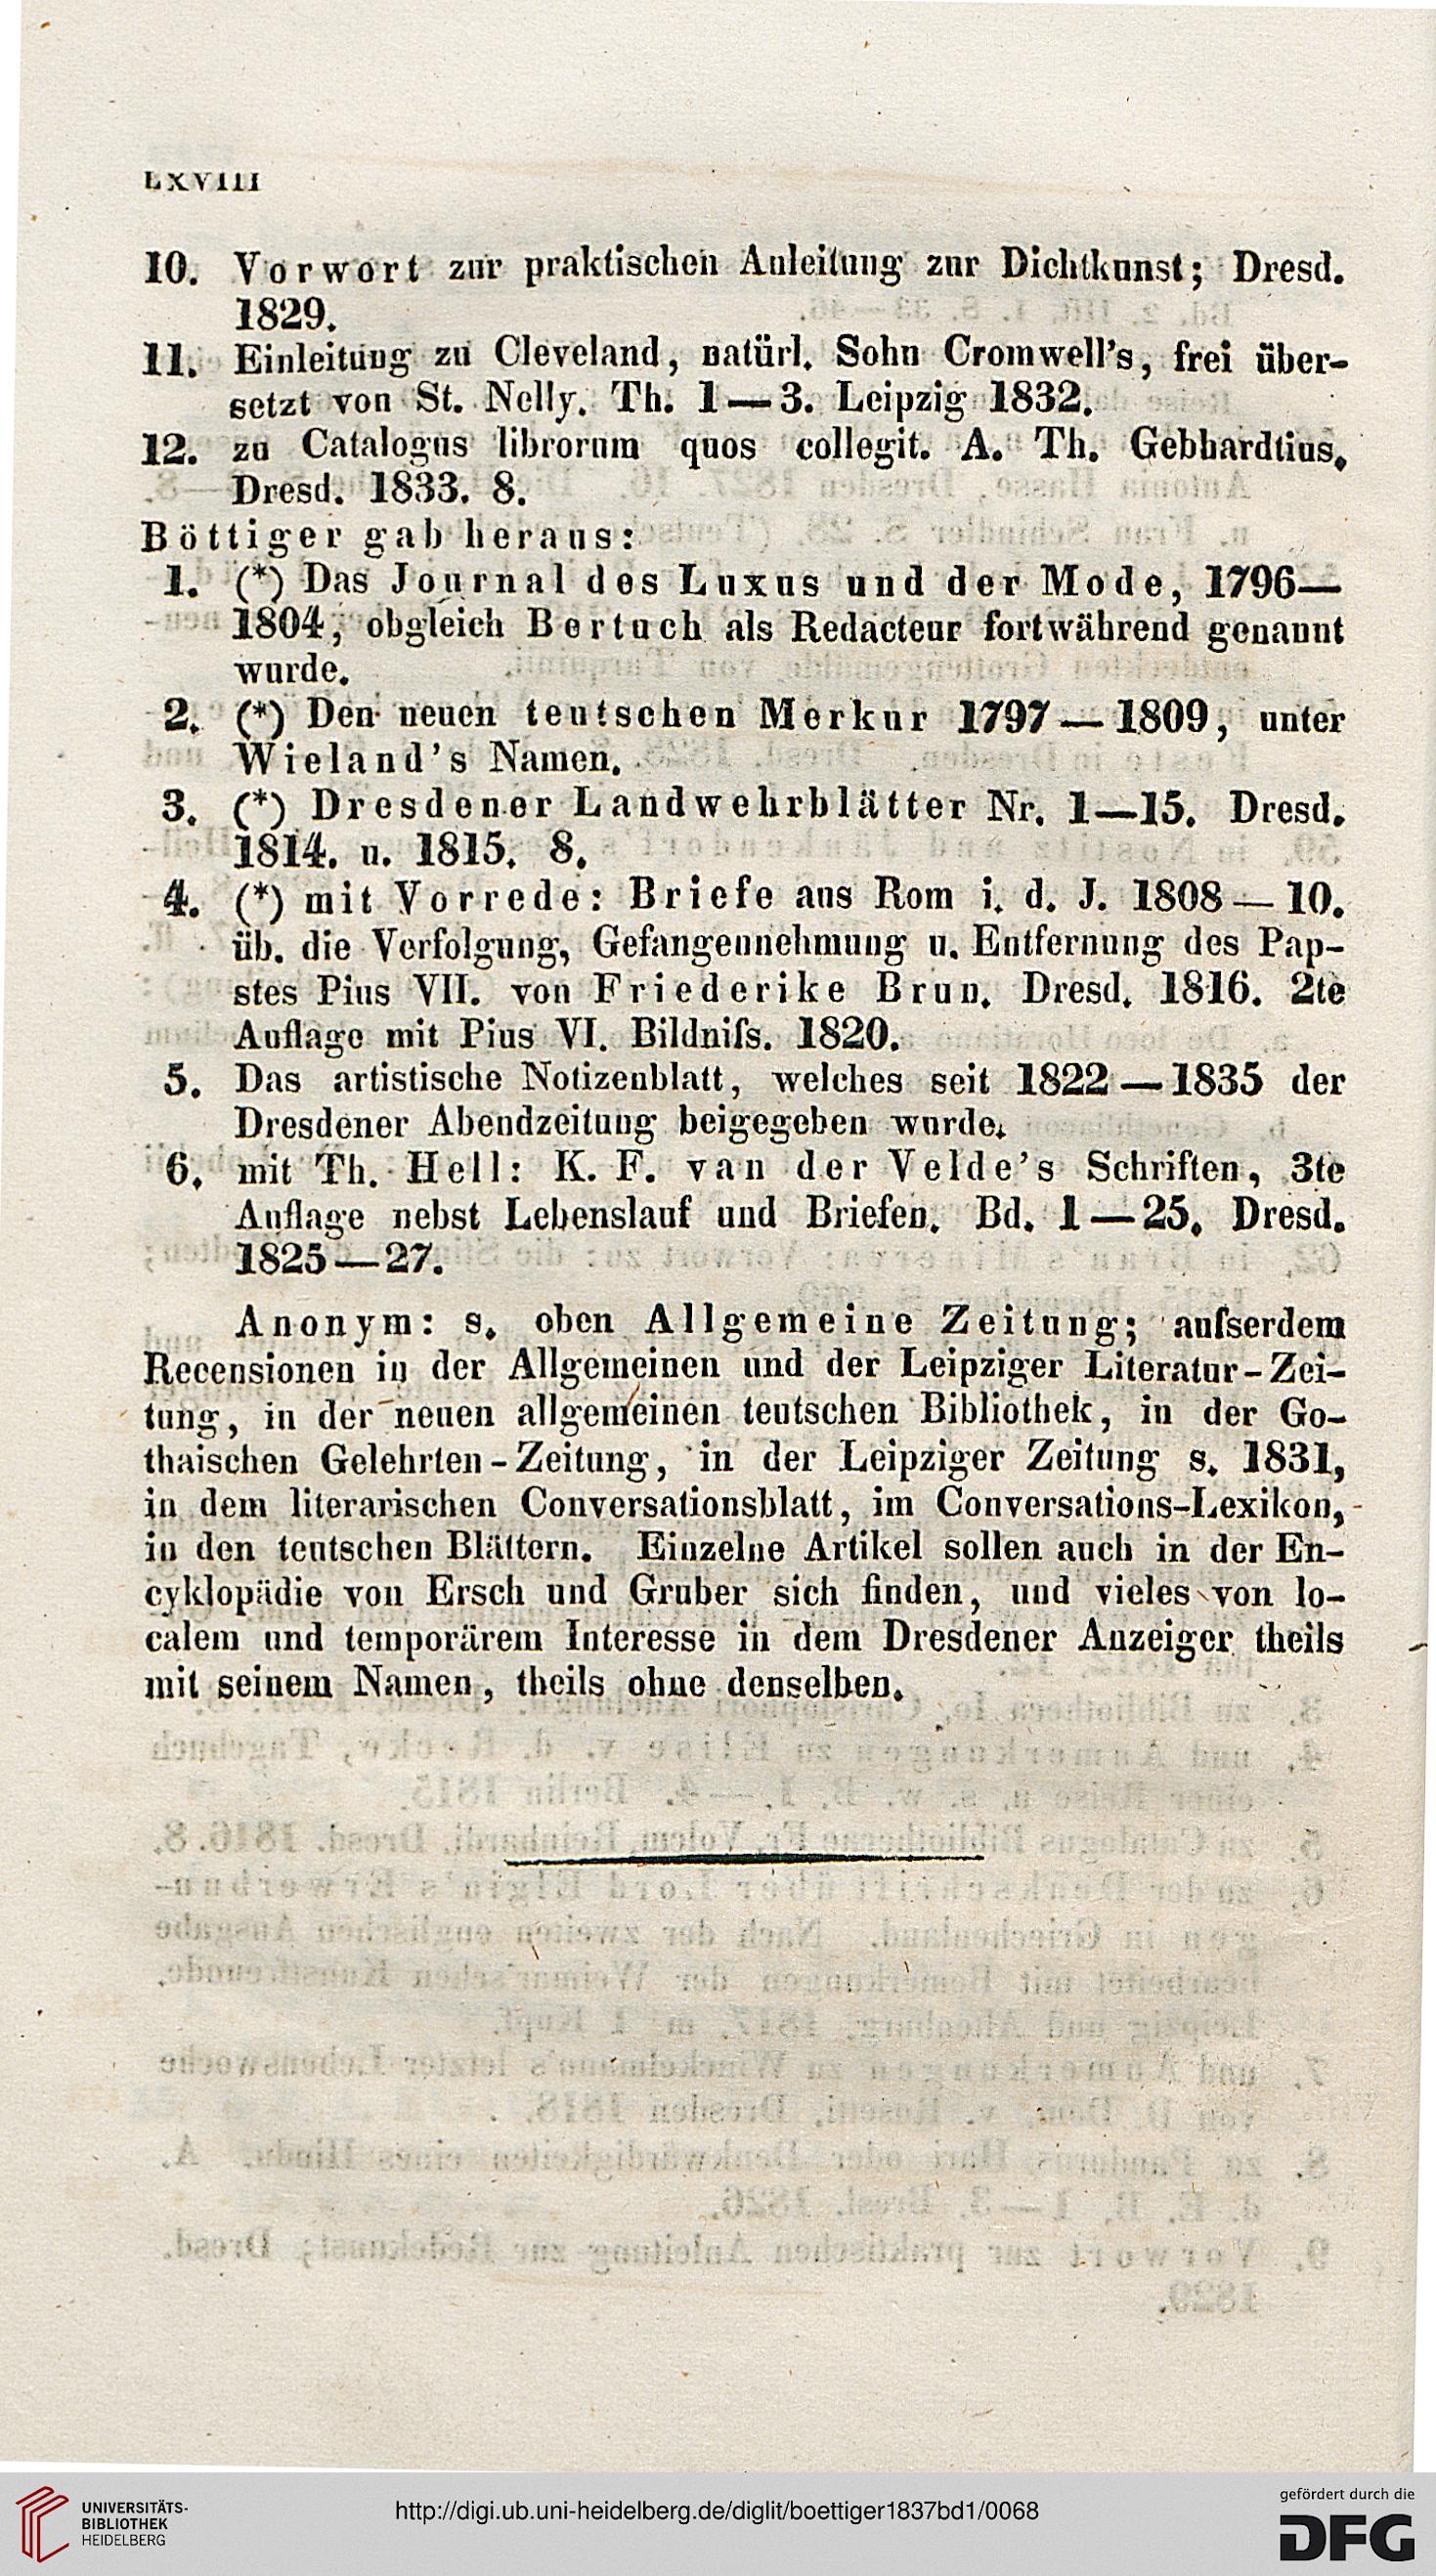 LXVIII
10. Vorwort zur praktischen Anleitung zur Dichtkunst; Dresd.
1829.
11. Einleitung zu Cleveland, natürl. Sohn Cromwell's, frei über-
setzt von St. Nelly. Th. 1—3. Leipzig 1832.
12. zu Catalogus librorum quos collegit. A. Th. Gebhardtius.
Dresd. 1833. 8.
Böttiger gab heraus:
1. (*) Das Journal des Luxus und der Mode, 1796—
1804, obgleich Bertuch als Redacteur fortwährend genannt
wurde.
2. (*) Den neuen teutschen Merkur 1797—1809, unter
Wieland's Namen.
3. (*) Dresdener Landwehrblätter Nr. 1—15. Dresd.
1814. u. 1815. 8.
4. (*) mit Vorrede: Briefe aus Rom i. d. J. 1808—10.
üb. die Verfolgung, Gefangennehmung u. Entfernung des Pap-
stes Pius VII. von Friederike Brun. Dresd. 1816. 2te
Auflage mit Pius VI. Bildniſs. 1820.
5. Das artistische Notizenblatt, welches seit 1822—1835 der
Dresdener Abendzeitung beigegeben wurde.
6. mit Th. Hell: K. F. van der Velde's Schriften, 3te
Auflage nebst Lebenslauf und Briefen. Bd. 1—25. Dresd.
1825—27.
Anonym: s. oben Allgemeine Zeitung; auſserdem
Recensionen in der Allgemeinen und der Leipziger Literatur-Zei-
tung, in der neuen allgemeinen teutschen Bibliothek, in der Go-
thaischen Gelehrten-Zeitung, in der Leipziger Zeitung s. 1831,
in dem literarischen Conversationsblatt, im Conversations-Lexikon,
in den teutschen Blättern. Einzelne Artikel sollen auch in der En-
cyklopädie von Ersch und Gruber sich finden, und vieles von lo-
calem und temporärem Interesse in dem Dresdener Anzeiger theils
mit seinem Namen, theils ohne denselben.
UNIVERSITÄTS-
BIBLIOTHEK
HEIDELBERG
http://digi.ub.uni-heidelberg.de/diglit/boettiger1837bd1/0068
gefördert durch die
DFG